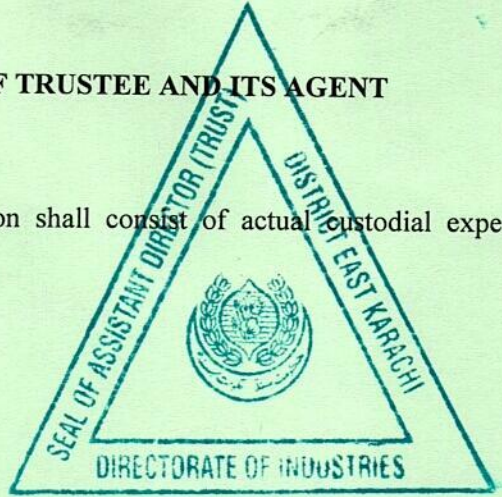 F TRUSTEE AND ITS AGENT
on shall consist of actual custodial expe
SEAL OF ASSISTANT DIRECTOR (TRUST)
DISTRICT EAST KARACHI
DIRECTORATE OF INDUSTRIES